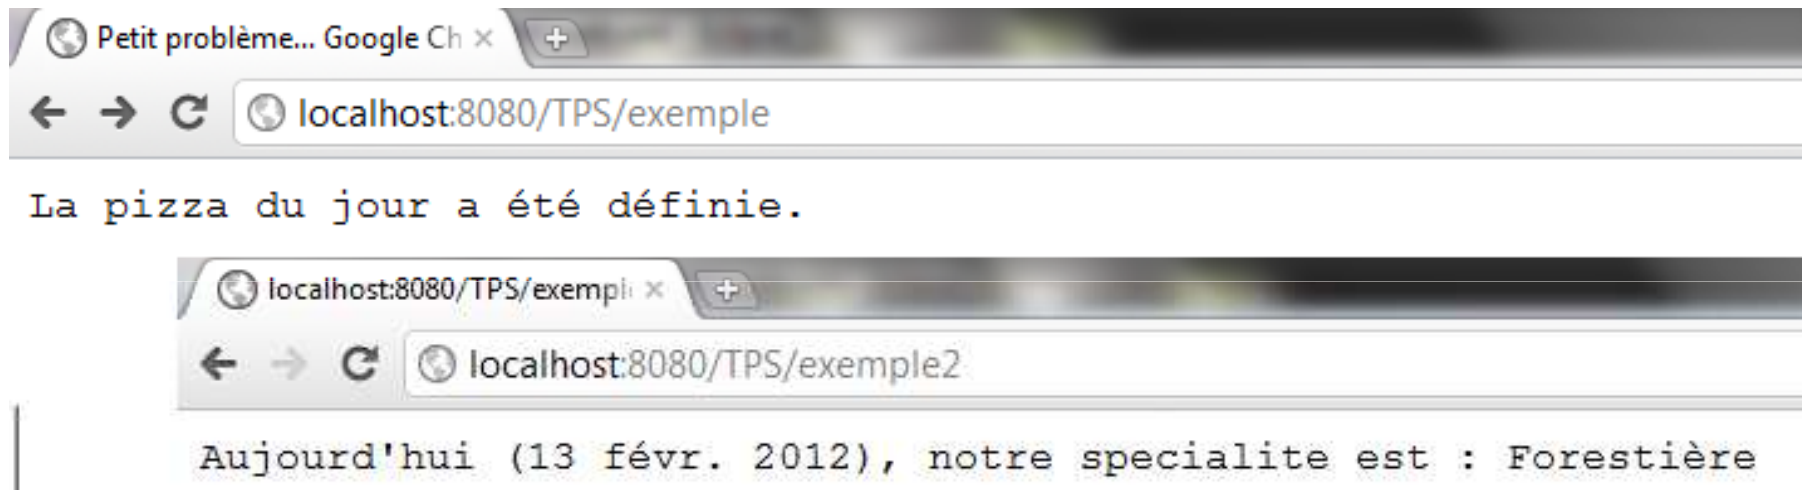 Petit problème... Google Ch
localhost:8080/TPS/exemple
La pizza du jour a été définie.
localhost:8080/TPS/exempl
localhost:8080/TPS/exemple2
Aujourd'hui (13 févr. 2012), notre specialite est : Forestière